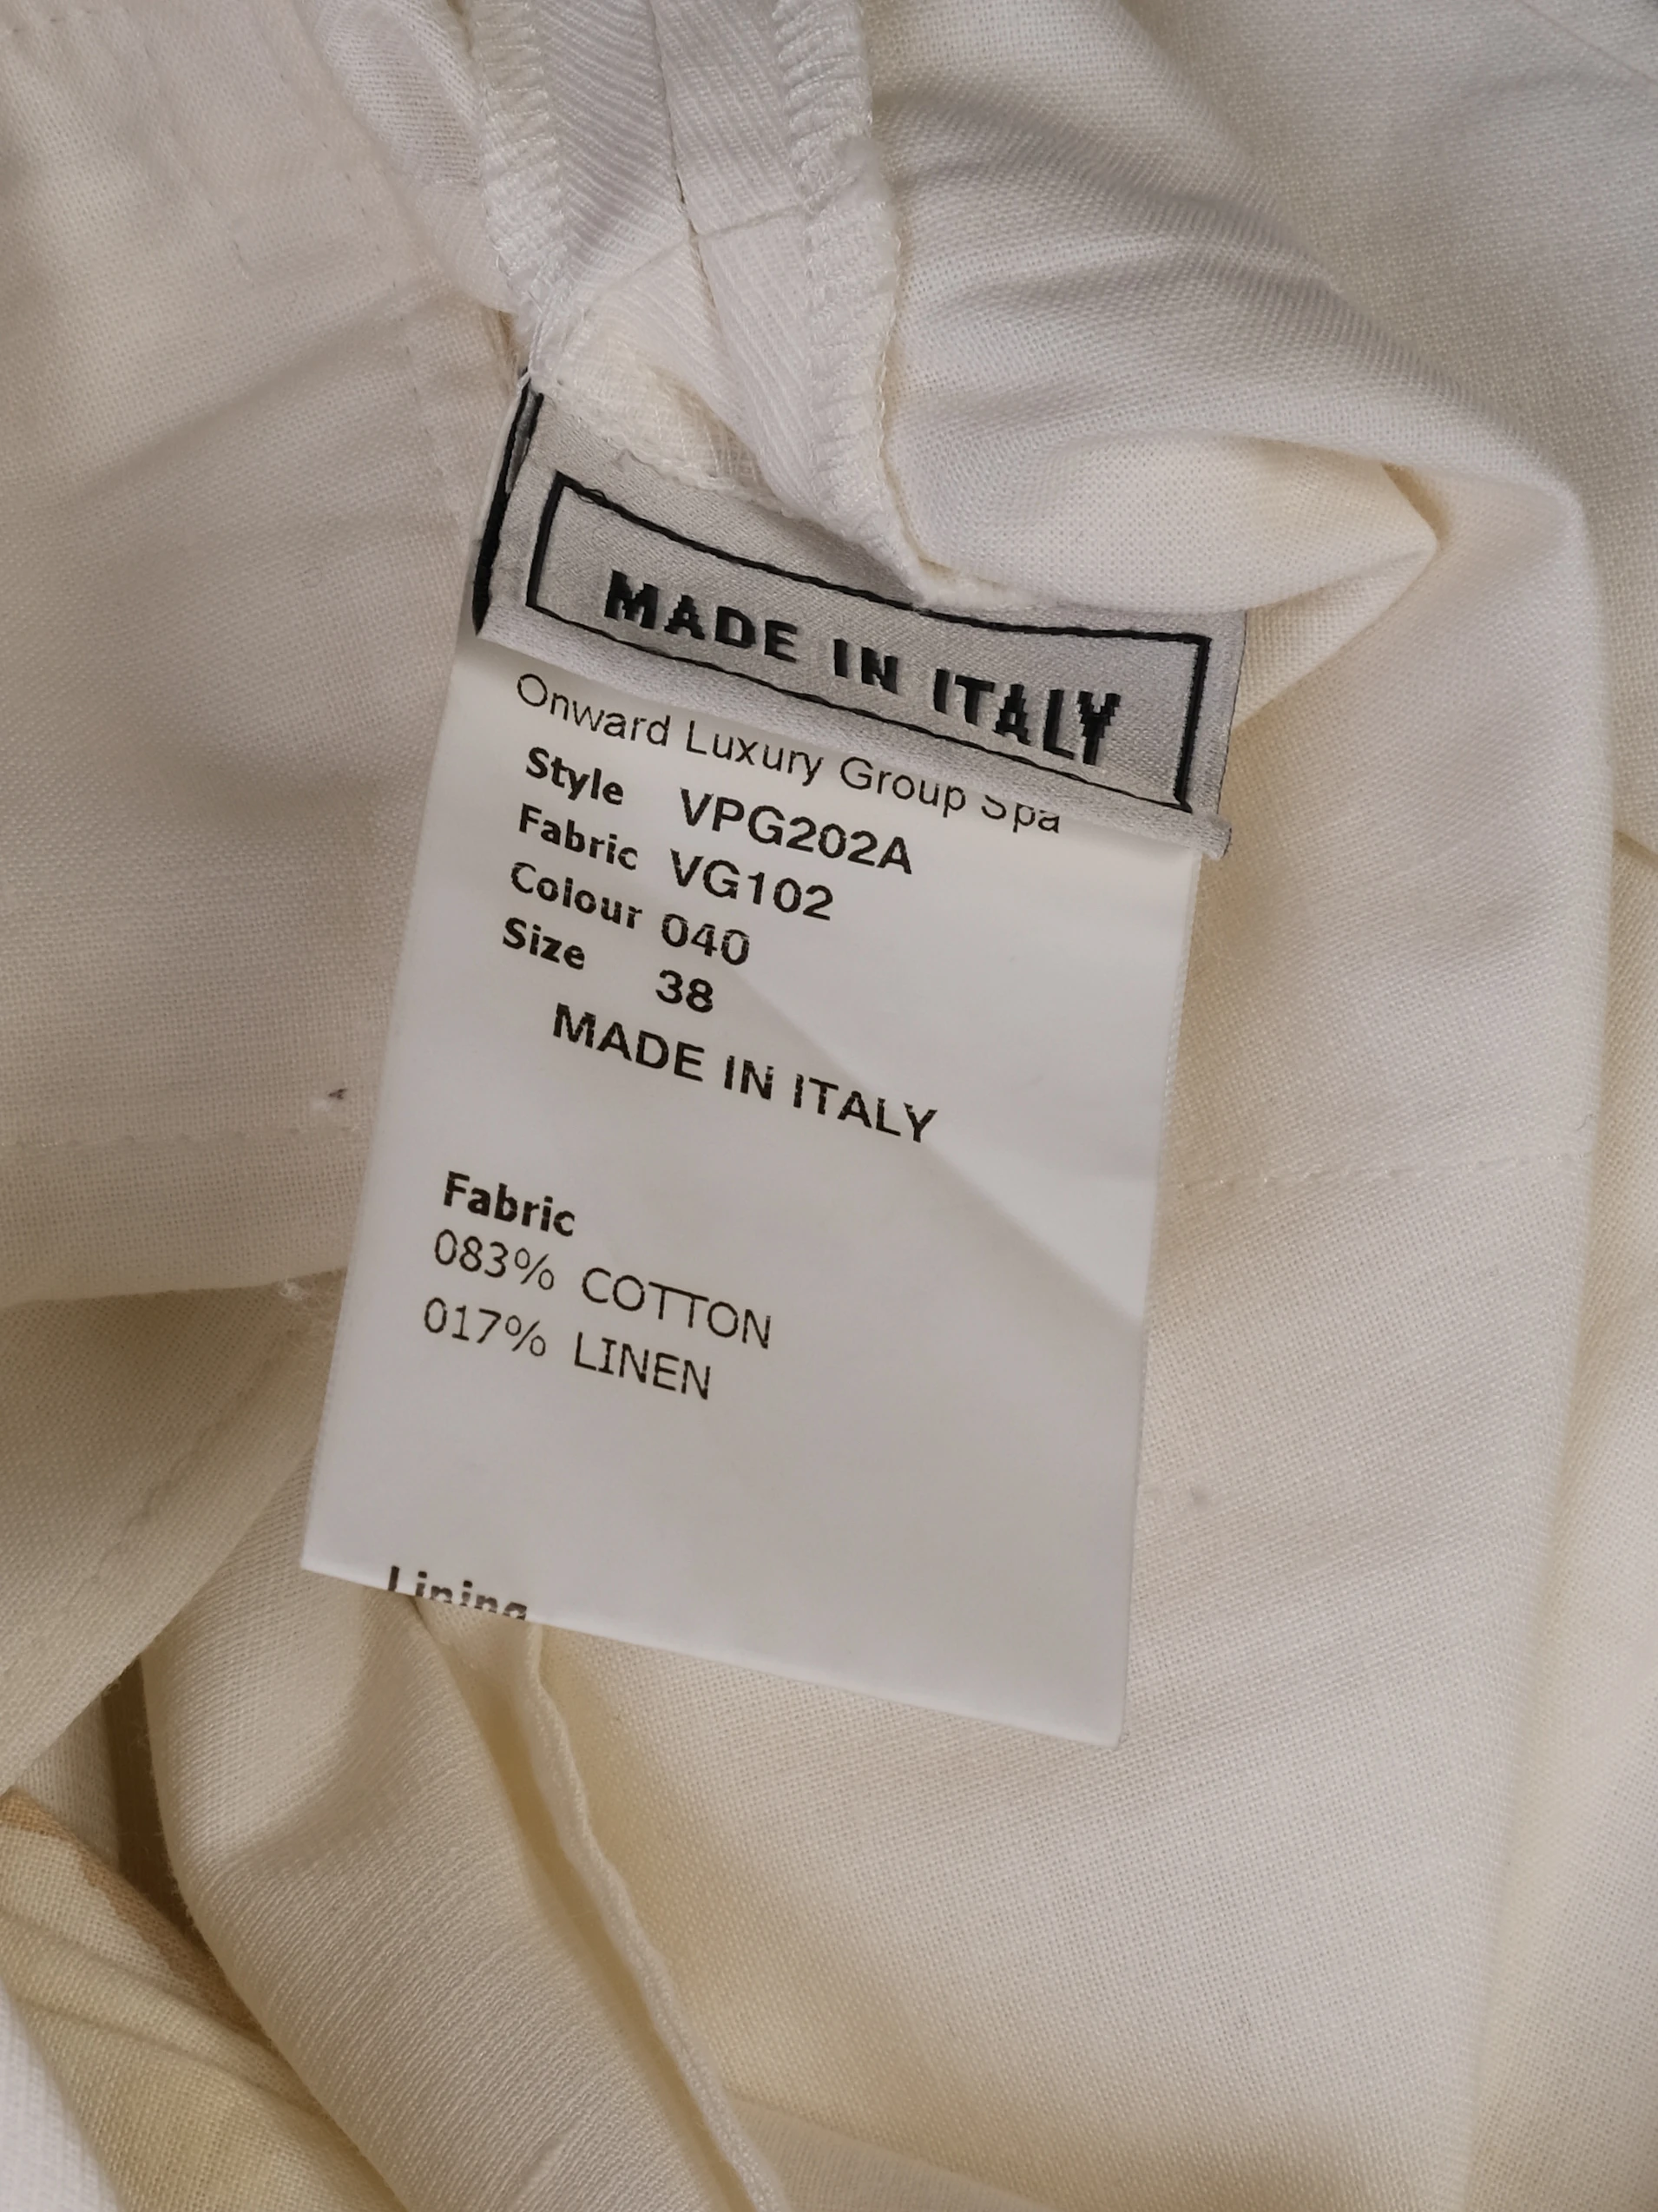 MADE IN ITALY
Onward Luxury Group Spa
Style VPG202A
Fabric VG102
Colour 040
Size 38
MADE IN ITALY
Fabric
083% COTTON
017% LINEN
Lining